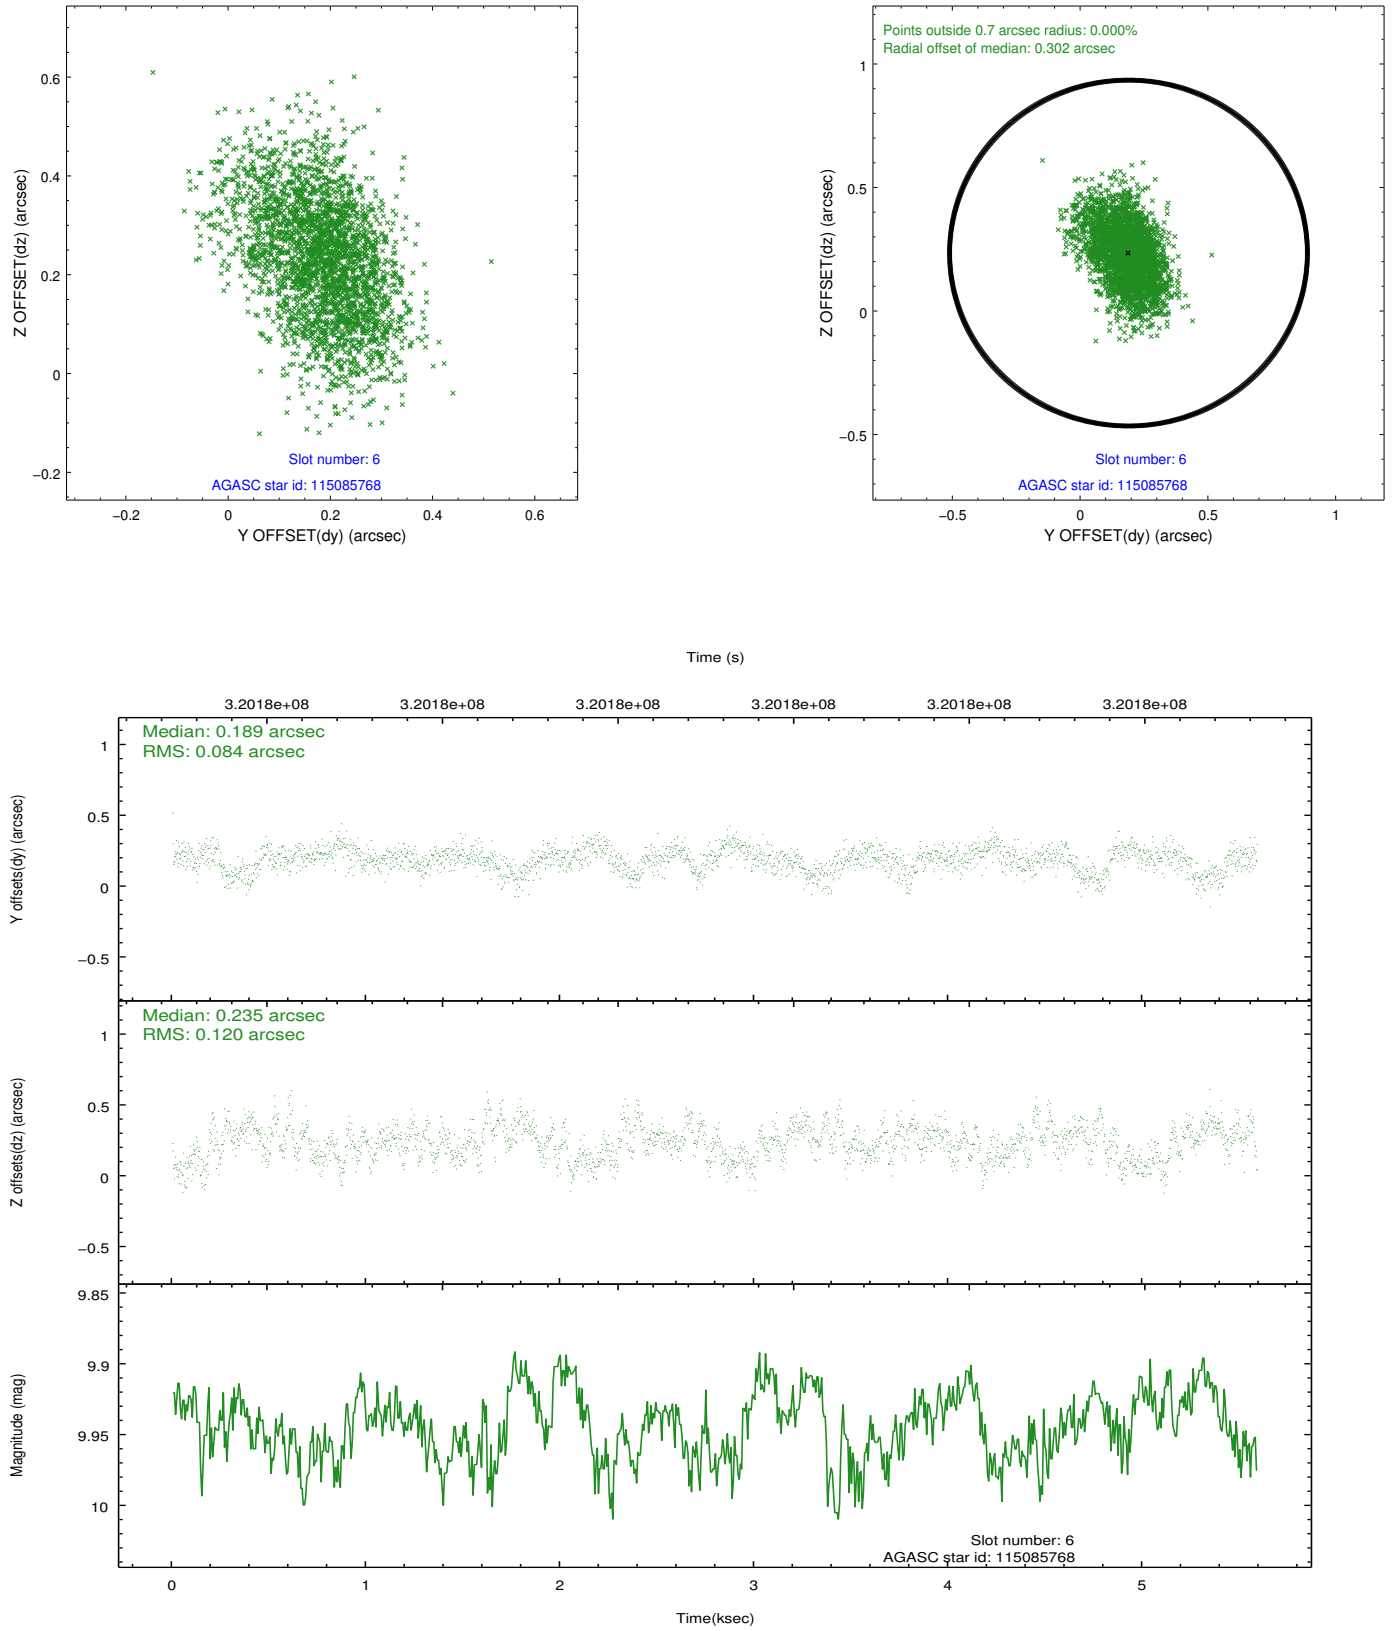 Z OFFSET(dz) (arcsec)
0.6
0.4
0.2
0
−0.2
Slot number: 6
AGASC star id: 115085768
−0.2
0
0.2
0.4
0.6
Y OFFSET(dy) (arcsec)
Points outside 0.7 arcsec radius: 0.000%
Radial offset of median: 0.302 arcsec
Z OFFSET(dz) (arcsec)
1
0.5
0
−0.5
Slot number: 6
AGASC star id: 115085768
−0.5
0
0.5
1
Y OFFSET(dy) (arcsec)
Time (s)
3.2018e+08
3.2018e+08
3.2018e+08
3.2018e+08
3.2018e+08
3.2018e+08
Median: 0.189 arcsec
RMS: 0.084 arcsec
Y offsets(dy) (arcsec)
1
0.5
0
−0.5
Median: 0.235 arcsec
RMS: 0.120 arcsec
Z offsets(dz) (arcsec)
1
0.5
0
−0.5
Magnitude (mag)
9.85
9.9
9.95
10
Slot number: 6
AGASC star id: 115085768
0
1
2
3
4
5
Time(ksec)